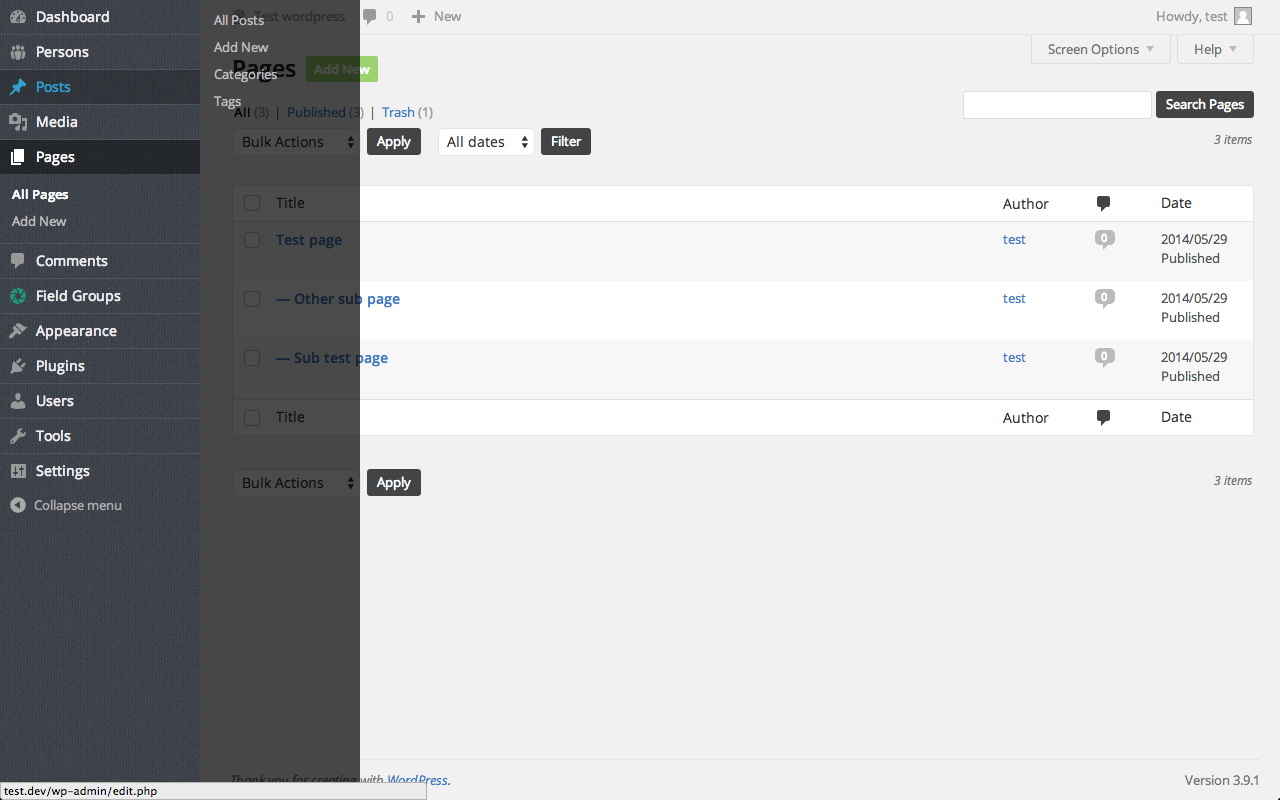 Dashboard
Persons
Posts
Media
Pages
All Pages
Add New
Comments
Field Groups
Appearance
Plugins
Users
Tools
Settings
Collapse menu
All Posts
Add New
Categories
Tags
Test wordpress 0 New
Howdy, test
Screen Options Help
Pages Add New
All (3) | Published (3) | Trash (1)
Search Pages
Bulk Actions Apply All dates Filter
3 items
Title Author Date
Test page test 0 2014/05/29
Published
— Other sub page test 0 2014/05/29
Published
— Sub test page test 0 2014/05/29
Published
Title Author Date
Bulk Actions Apply
3 items
Thank you for creating with WordPress.
Version 3.9.1
test.dev/wp-admin/edit.php